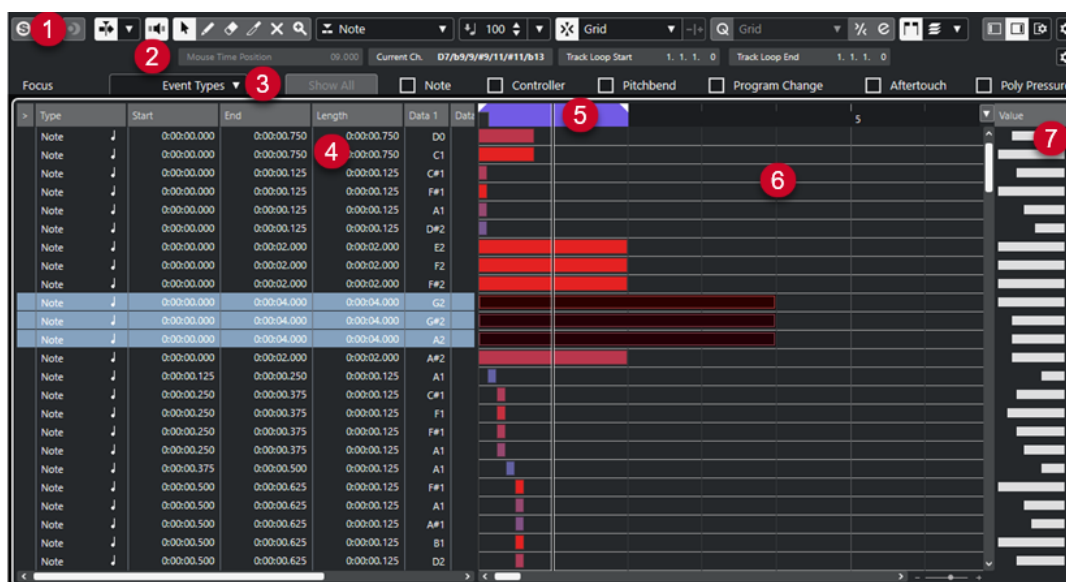 1 Note 100 Grid Q Grid
2 Mouse Time Position 09.000 Current Ch. D7/b9/9/#9/11/#11/b13 Track Loop Start 1. 1. 1. 0 Track Loop End 1. 1. 1. 0
Focus Event Types 3 Show All Note Controller Pitchbend Program Change Aftertouch Poly Pressure
> Type Start End Length Data 1 Data 5 5 Value
Note 0:00:00.000 0:00:00.750 0:00:00.750 D0 7
Note 0:00:00.000 0:00:00.750 4 0:00:00.750 C1
Note 0:00:00.000 0:00:00.125 0:00:00.125 C#1
Note 0:00:00.000 0:00:00.125 0:00:00.125 F#1 6
Note 0:00:00.000 0:00:00.125 0:00:00.125 A1
Note 0:00:00.000 0:00:00.125 0:00:00.125 D#2
Note 0:00:00.000 0:00:02.000 0:00:02.000 E2
Note 0:00:00.000 0:00:02.000 0:00:02.000 F2
Note 0:00:00.000 0:00:02.000 0:00:02.000 F#2
Note 0:00:00.000 0:00:04.000 0:00:04.000 G2
Note 0:00:00.000 0:00:04.000 0:00:04.000 G#2
Note 0:00:00.000 0:00:04.000 0:00:04.000 A2
Note 0:00:00.000 0:00:02.000 0:00:02.000 A#2
Note 0:00:00.125 0:00:00.250 0:00:00.125 A1
Note 0:00:00.250 0:00:00.375 0:00:00.125 C#1
Note 0:00:00.250 0:00:00.375 0:00:00.125 F1
Note 0:00:00.250 0:00:00.375 0:00:00.125 F#1
Note 0:00:00.250 0:00:00.375 0:00:00.125 A1
Note 0:00:00.375 0:00:00.500 0:00:00.125 A1
Note 0:00:00.500 0:00:00.625 0:00:00.125 F#1
Note 0:00:00.500 0:00:00.625 0:00:00.125 A1
Note 0:00:00.500 0:00:00.625 0:00:00.125 A#1
Note 0:00:00.500 0:00:00.625 0:00:00.125 B1
Note 0:00:00.500 0:00:00.625 0:00:00.125 D2